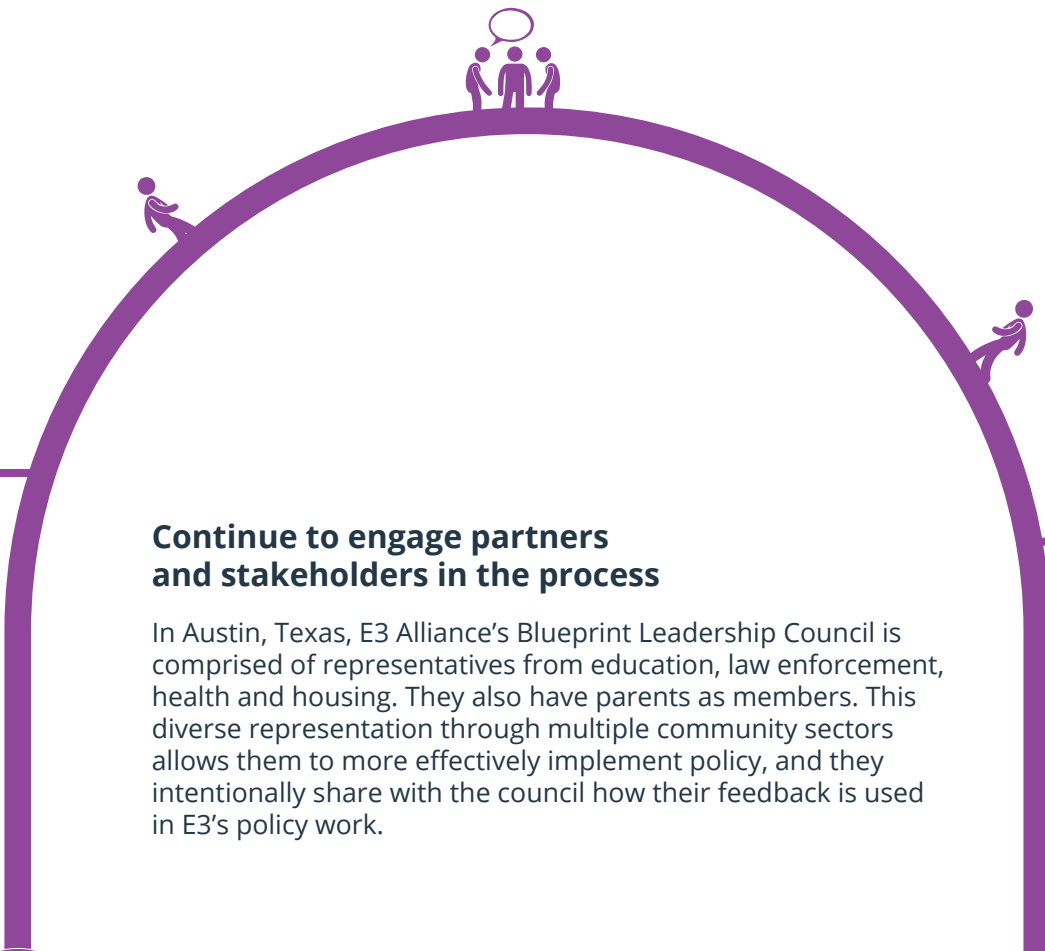 Continue to engage partners
and stakeholders in the process
In Austin, Texas, E3 Alliance’s Blueprint Leadership Council is
comprised of representatives from education, law enforcement,
health and housing. They also have parents as members. This
diverse representation through multiple community sectors
allows them to more effectively implement policy, and they
intentionally share with the council how their feedback is used
in E3’s policy work.